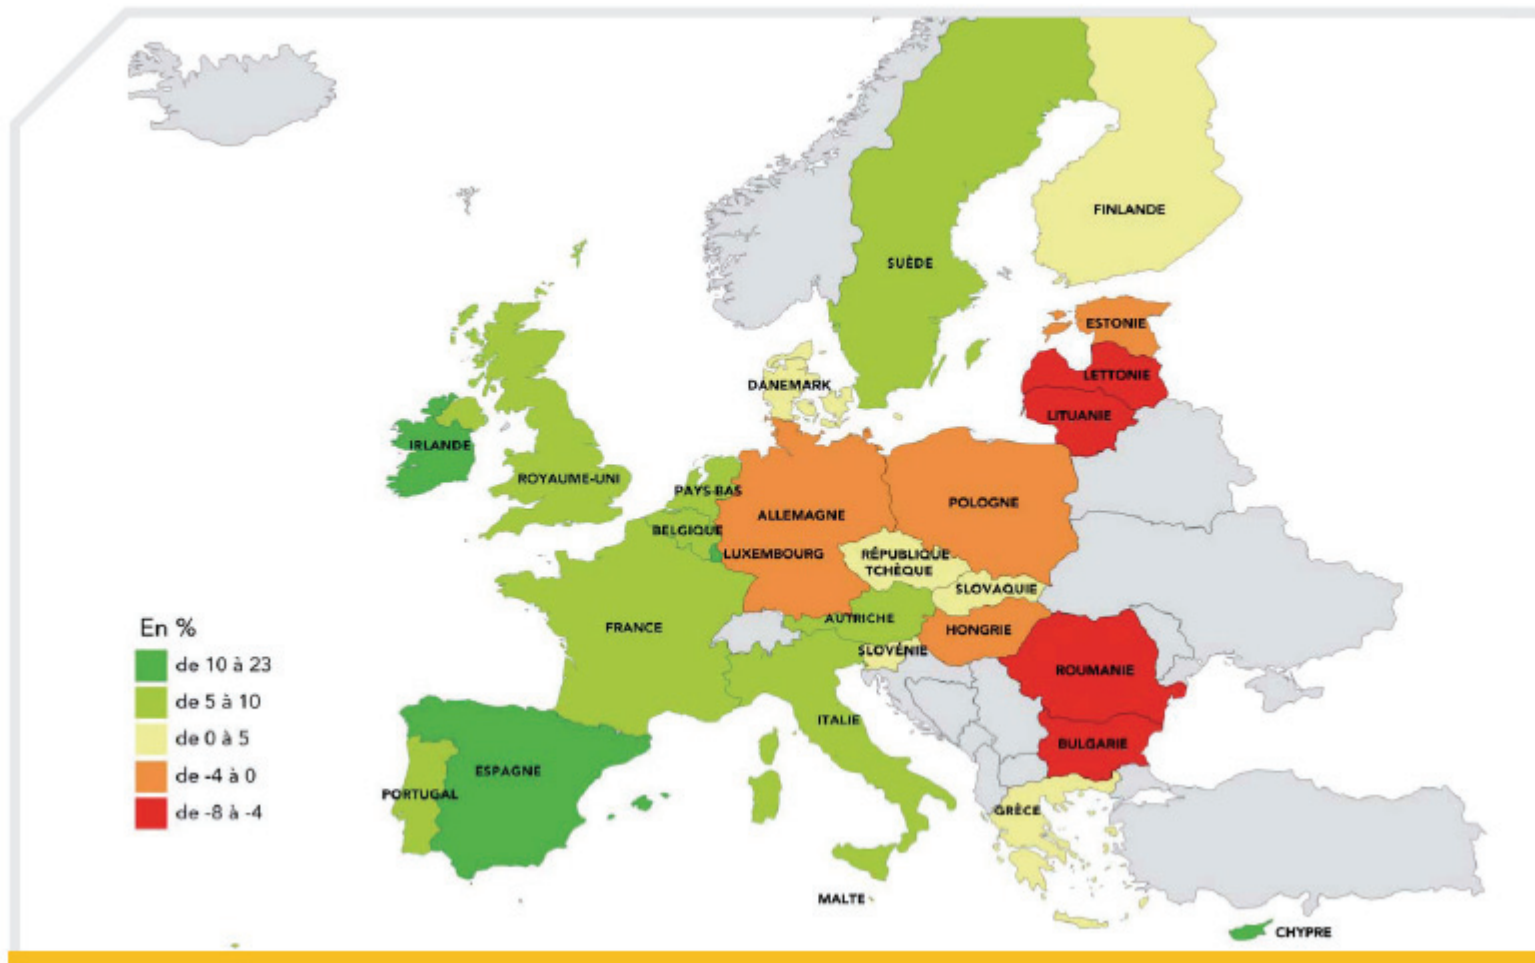 FINLANDE
SUÈDE
ESTONIE
LETTONIE
DANEMARK
LITUANIE
IRLANDE
ROYAUME-UNI
PAYS-BAS
POLOGNE
ALLEMAGNE
BELGIQUE
LUXEMBOURG
RÉPUBLIQUE
TCHÈQUE
SLOVAQUIE
AUTRICHE
FRANCE
HONGRIE
SLOVÉNIE
ROUMANIE
ITALIE
BULGARIE
ESPAGNE
PORTUGAL
GRÈCE
MALTE
CHYPRE
En %
de 10 à 23
de 5 à 10
de 0 à 5
de -4 à 0
de -8 à -4